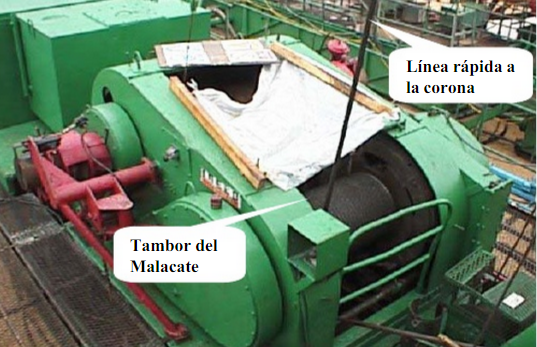 Línea rápida a
la corona
Tambor del
Malacate